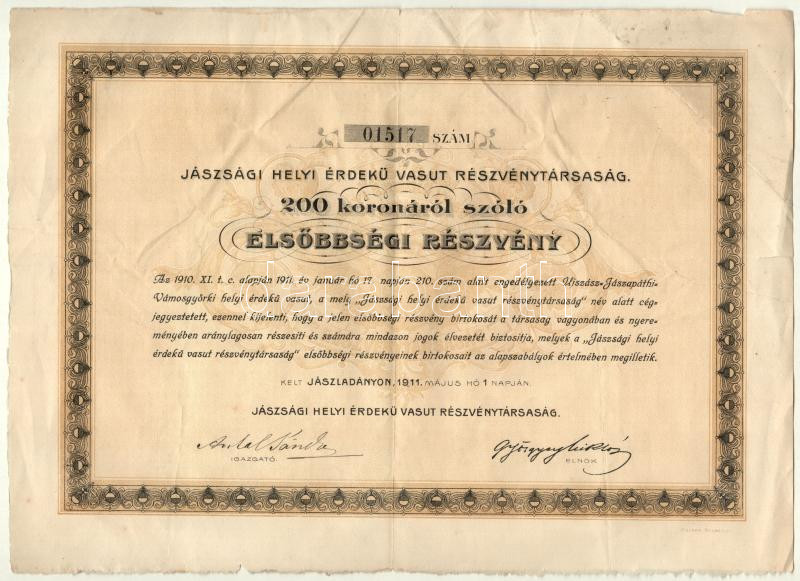 01517 SZÁM
JÁSZSÁGI HELYI ÉRDEKŰ VASUT RÉSZVÉNYTÁRSASÁG.
200 koronáról szóló
ELSŐBBSÉGI RÉSZVÉNY
Az 1910. XI. t. c. alapján 1911. év január hó 17. napján 210. szám alatt engedélyezett Ujszász-Jászapáthi-
Vámosgyörki helyi érdekű vasut, a mely „Jászsági helyi érdekű vasut részvénytársaság" név alatt cég-
jegyeztetett, ezennel kijelenti, hogy a jelen elsőbbségi részvény birtokosát a társaság vagyonában és nyere-
ményében aránylagosan részesiti és számára mindazon jogok élvezetét biztositja, melyek a „Jászsági helyi
érdekű vasut részvénytársaság" elsőbbségi részvényeinek birtokosait az alapszabályok értelmében megilletik.
KELT JÁSZLADÁNYON, 1911. MÁJUS HÓ 1 NAPJÁN.
JÁSZSÁGI HELYI ÉRDEKŰ VASUT RÉSZVÉNYTÁRSASÁG.
Antal Sándor
IGAZGATÓ.
ELNÖK